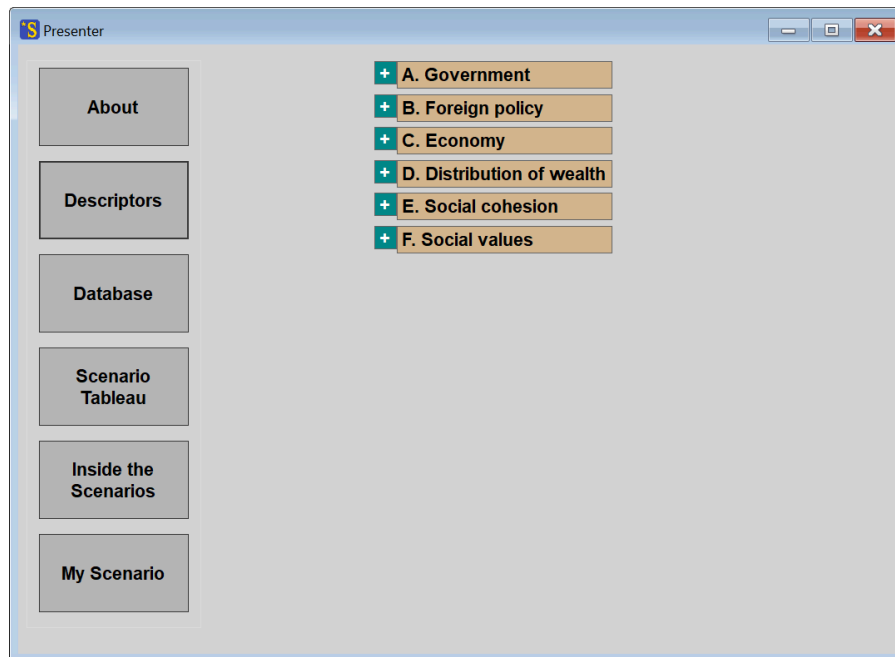 Presenter
About
Descriptors
Database
Scenario
Tableau
Inside the
Scenarios
My Scenario
+ A. Government
+ B. Foreign policy
+ C. Economy
+ D. Distribution of wealth
+ E. Social cohesion
+ F. Social values